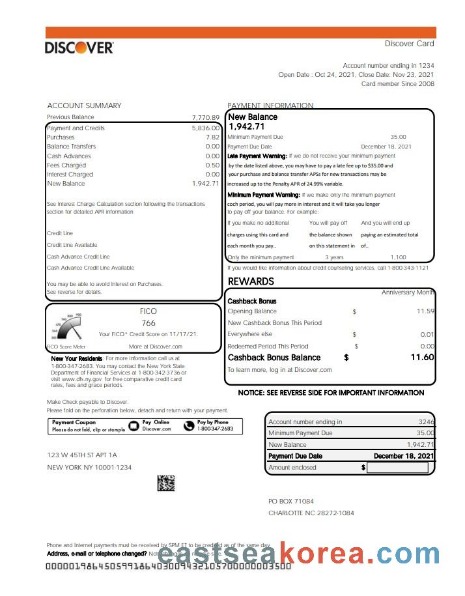 DISCOVER
Discover Card
Account number ending in 1234
Open Date : Oct 24, 2021, Close Date: Nov 23, 2021
Card member Since 2008
ACCOUNT SUMMARY
Previous Balance 7,770.89
Payment and Credits 5,836.00
Purchases 7.82
Balance Transfers 0.00
Cash Advances 0.00
Fees Charged 0.50
Interest Charged 0.00
New Balance 1,942.71
See Interest Charge Calculation section following the transactions
section for detailed APR information
Credit Line
Credit Line Available
Cash Advance Credit Line
Cash Advance Credit Line Available
You may be able to avoid Interest on Purchases.
See reverse for details.
PAYMENT INFORMATION
New Balance
1,942.71
Minimum Payment Due 35.00
Payment Due Date December 18, 2021
Late Payment Warning: If we do not receive your minimum payment
by the date listed above, you may have to pay a late fee up to $35.00 and
your purchase and balance transfer APRs for new transactions may be
increased up to the Penalty APR of 24.99% variable.
Minimum Payment Warning: If we make only the minimum payment
each period, you will pay more in interest and it will take you longer
to pay off your balance. For example:
If you make no additional You will pay off And you will end up
charges using this card and the balance shown paying an estimated total
each month you pay.. on this statement in of..
Only the minimum payment 3 years 1,100
If you would like information about credit counseling services, call 1-800-343-1121
FICO
766
Your FICO® Credit Score on 11/17/21
FICO Score Meter More at Discover.com
New Your Residents: For more information call us at
1-800-347-2683. You may contact the New York State
Department of Financial Services at 1 800-342-3736 or
visit www.dh.ny.gov for free comparative credit card
rates, fees and grace periods.
REWARDS
Anniversary Month
Cashback Bonus
Opening Balance $ 11.59
New Cashback Bonus This Period
Everywhere else $ 0.01
Redeemed Period This Period $ 0.00
Cashback Bonus Balance $ 11.60
To learn more, log in at Discover.com
NOTICE: SEE REVERSE SIDE FOR IMPORTANT INFORMATION
Make Check payable to Discover.
Please fold on the perforation below, detach and return with your payment.
Payment Coupon
Please do not fold, clip or stample
Pay Online
Discover.com
Pay by Phone
1-800-347-2683
Account number ending in 3246
Minimum Payment Due 35.00
New Balance 1,942.71
Payment Due Date December 18, 2021
Amount enclosed $
123 W 45TH ST APT 1A
NEW YORK NY 10001-1234
PO BOX 71084
CHARLOTTE NC 28272-1084
Phone and Internet payments must be received by 5PM ET to be credited as of the same day.
Address, e-mail or telephone changed?
eastseakorea.com